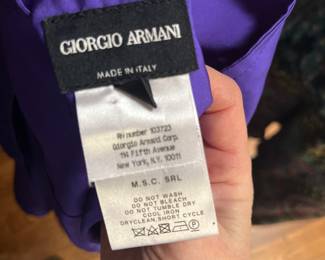 GIORGIO ARMANI
MADE IN ITALY
RN number 103723
Giorgio Armani Corp.
114 Fifth Avenue
New York, N.Y. 10011
M.S.C. SRL
DO NOT WASH
DO NOT BLEACH
DO NOT TUMBLE DRY
COOL IRON
DRYCLEAN, SHORT CYCLE
P